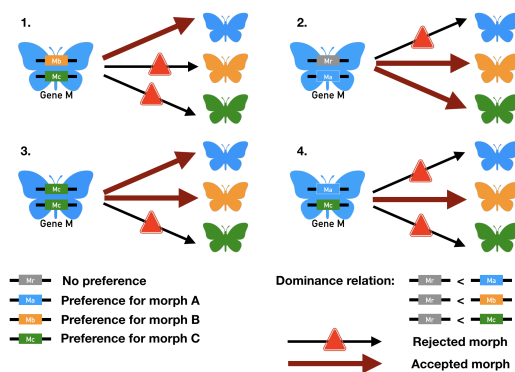 1.
Mb
Mc
Gene M
2.
Mr
Ma
Gene M
3.
Mc
Mc
Gene M
4.
Ma
Mc
Gene M
Mr No preference
Ma Preference for morph A
Mb Preference for morph B
Mc Preference for morph C
Dominance relation: Mr < Ma
Mr < Mb
Mr < Mc
Rejected morph
Accepted morph